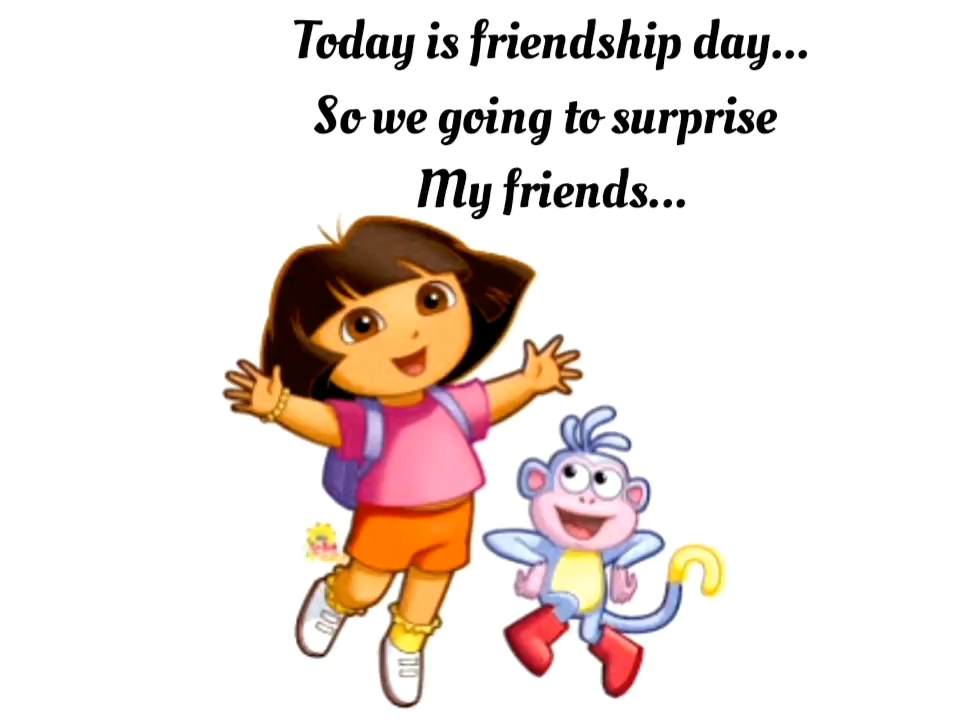 Today is friendship day...
So we going to surprise
My friends...